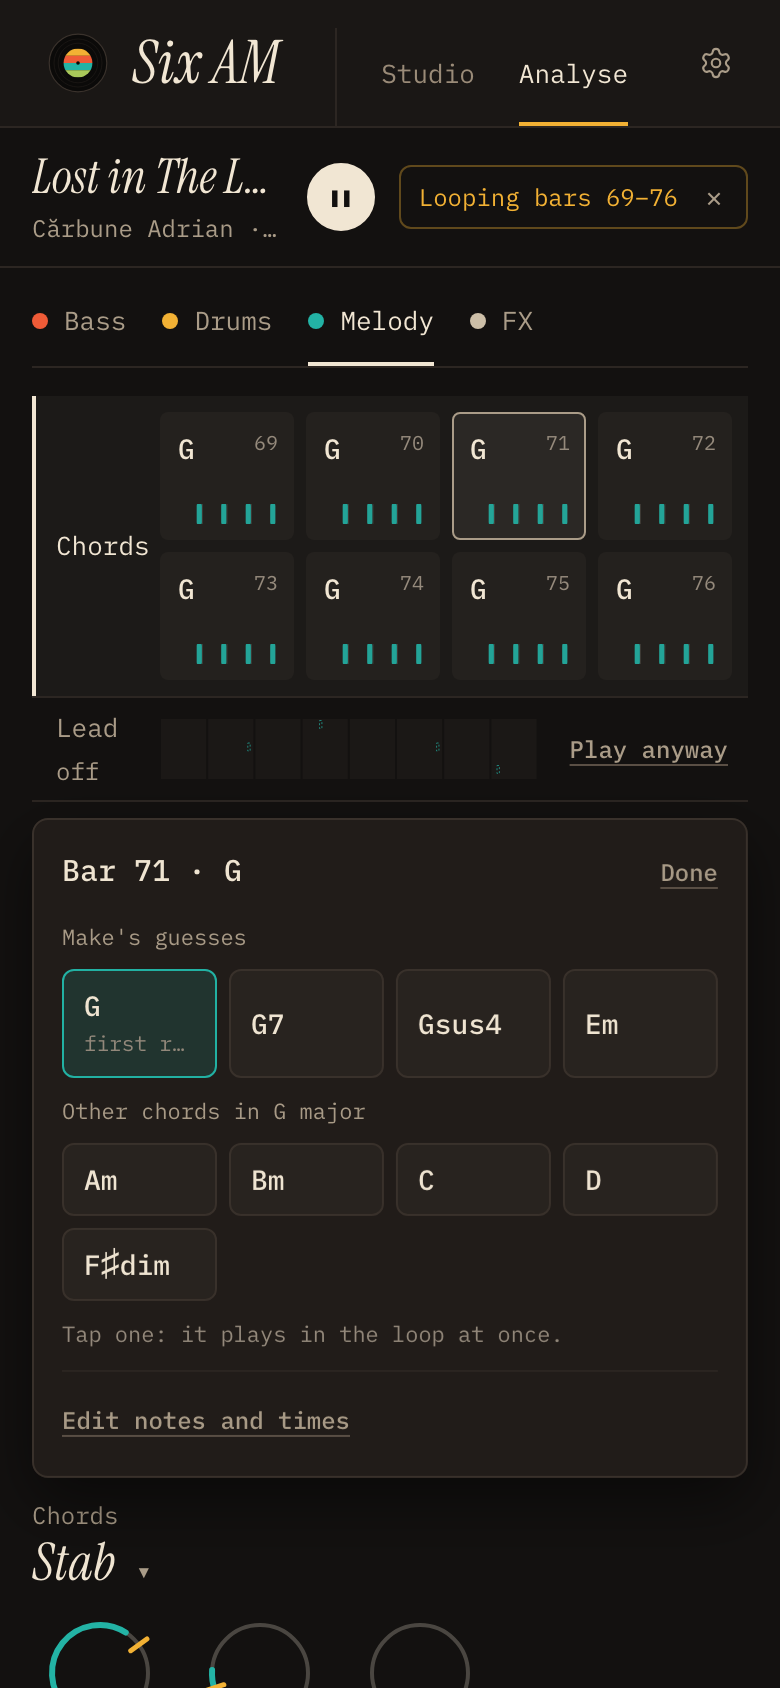 Six AM
Studio
Analyse
Lost in The L…
Cărbune Adrian ·…
Looping bars 69–76 ×
Bass
Drums
Melody
FX
Chords
G 69
G 70
G 71
G 72
G 73
G 74
G 75
G 76
Lead
off
Play anyway
Bar 71 · G
Done
Make's guesses
G
first r…
G7
Gsus4
Em
Other chords in G major
Am
Bm
C
D
F♯dim
Tap one: it plays in the loop at once.
Edit notes and times
Chords
Stab ▾